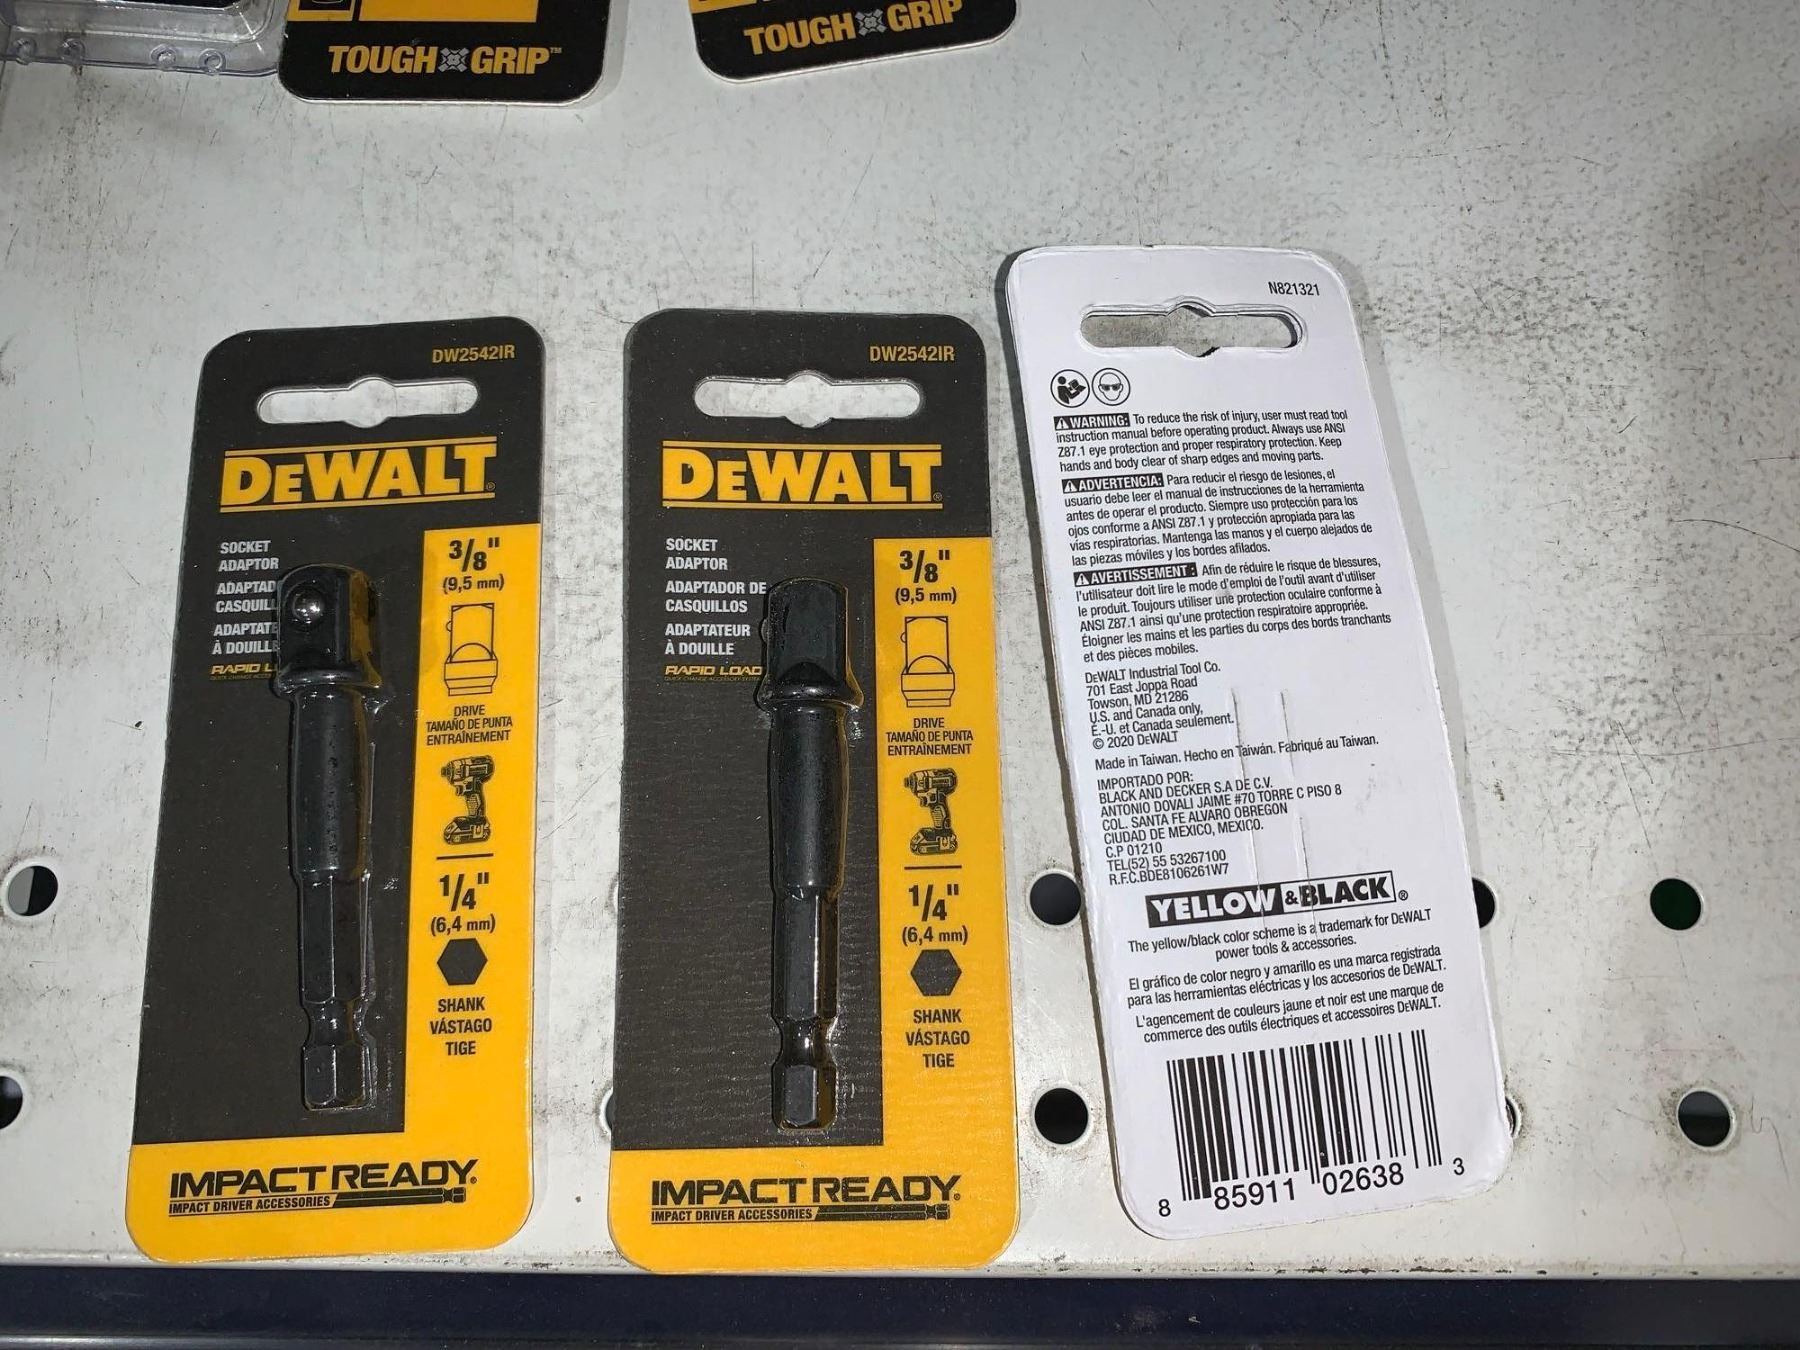 TOUGH GRIP™
TOUGH GRIP
DW2542IR
DEWALT®
SOCKET
ADAPTOR
ADAPTAD
CASQUILL
ADAPTATE
À DOUILLE
RAPID L
3/8"
(9,5 mm)
DRIVE
TAMAÑO DE PUNTA
ENTRAÎNEMENT
1/4"
(6,4 mm)
SHANK
VÁSTAGO
TIGE
IMPACT READY®
IMPACT DRIVER ACCESSORIES
DW2542IR
DEWALT®
SOCKET
ADAPTOR
ADAPTADOR DE
CASQUILLOS
ADAPTATEUR
À DOUILLE
RAPID LOAD
QUICK CHANGE ACCESSORY SYSTEM
3/8"
(9,5 mm)
DRIVE
TAMAÑO DE PUNTA
ENTRAÎNEMENT
1/4"
(6,4 mm)
SHANK
VÁSTAGO
TIGE
IMPACT READY®
IMPACT DRIVER ACCESSORIES
N821321
WARNING: To reduce the risk of injury, user must read tool
instruction manual before operating product. Always use ANSI
Z87.1 eye protection and proper respiratory protection. Keep
hands and body clear of sharp edges and moving parts.
ADVERTENCIA: Para reducir el riesgo de lesiones, el
usuario debe leer el manual de instrucciones de la herramienta
antes de operar el producto. Siempre uso protección para los
ojos conforme a ANSI Z87.1 y protección apropiada para las
vías respiratorias. Mantenga las manos y el cuerpo alejados de
las piezas móviles y los bordes afilados.
AVERTISSEMENT : Afin de réduire le risque de blessures,
l'utilisateur doit lire le mode d'emploi de l'outil avant d'utiliser
le produit. Toujours utiliser une protection oculaire conforme à
ANSI Z87.1 ainsi qu'une protection respiratoire appropriée.
Éloigner les mains et les parties du corps des bords tranchants
et des pièces mobiles.
DEWALT Industrial Tool Co.
701 East Joppa Road
Towson, MD 21286
U.S. and Canada only,
É.-U. et Canada seulement.
© 2020 DEWALT
Made in Taiwan. Hecho en Taiwán. Fabriqué au Taiwan.
IMPORTADO POR:
BLACK AND DECKER S.A DE C.V.
ANTONIO DOVALI JAIME #70 TORRE C PISO 8
COL. SANTA FE ALVARO OBREGON
CIUDAD DE MEXICO, MEXICO.
C.P 01210
TEL(52) 55 53267100
R.F.C.BDE8106261W7
YELLOW & BLACK®
The yellow/black color scheme is a trademark for DEWALT
power tools & accessories.
El gráfico de color negro y amarillo es una marca registrada
para las herramientas eléctricas y los accesorios de DEWALT.
L'agencement de couleurs jaune et noir est une marque de
commerce des outils électriques et accessoires DEWALT.
8 85911 02638 3